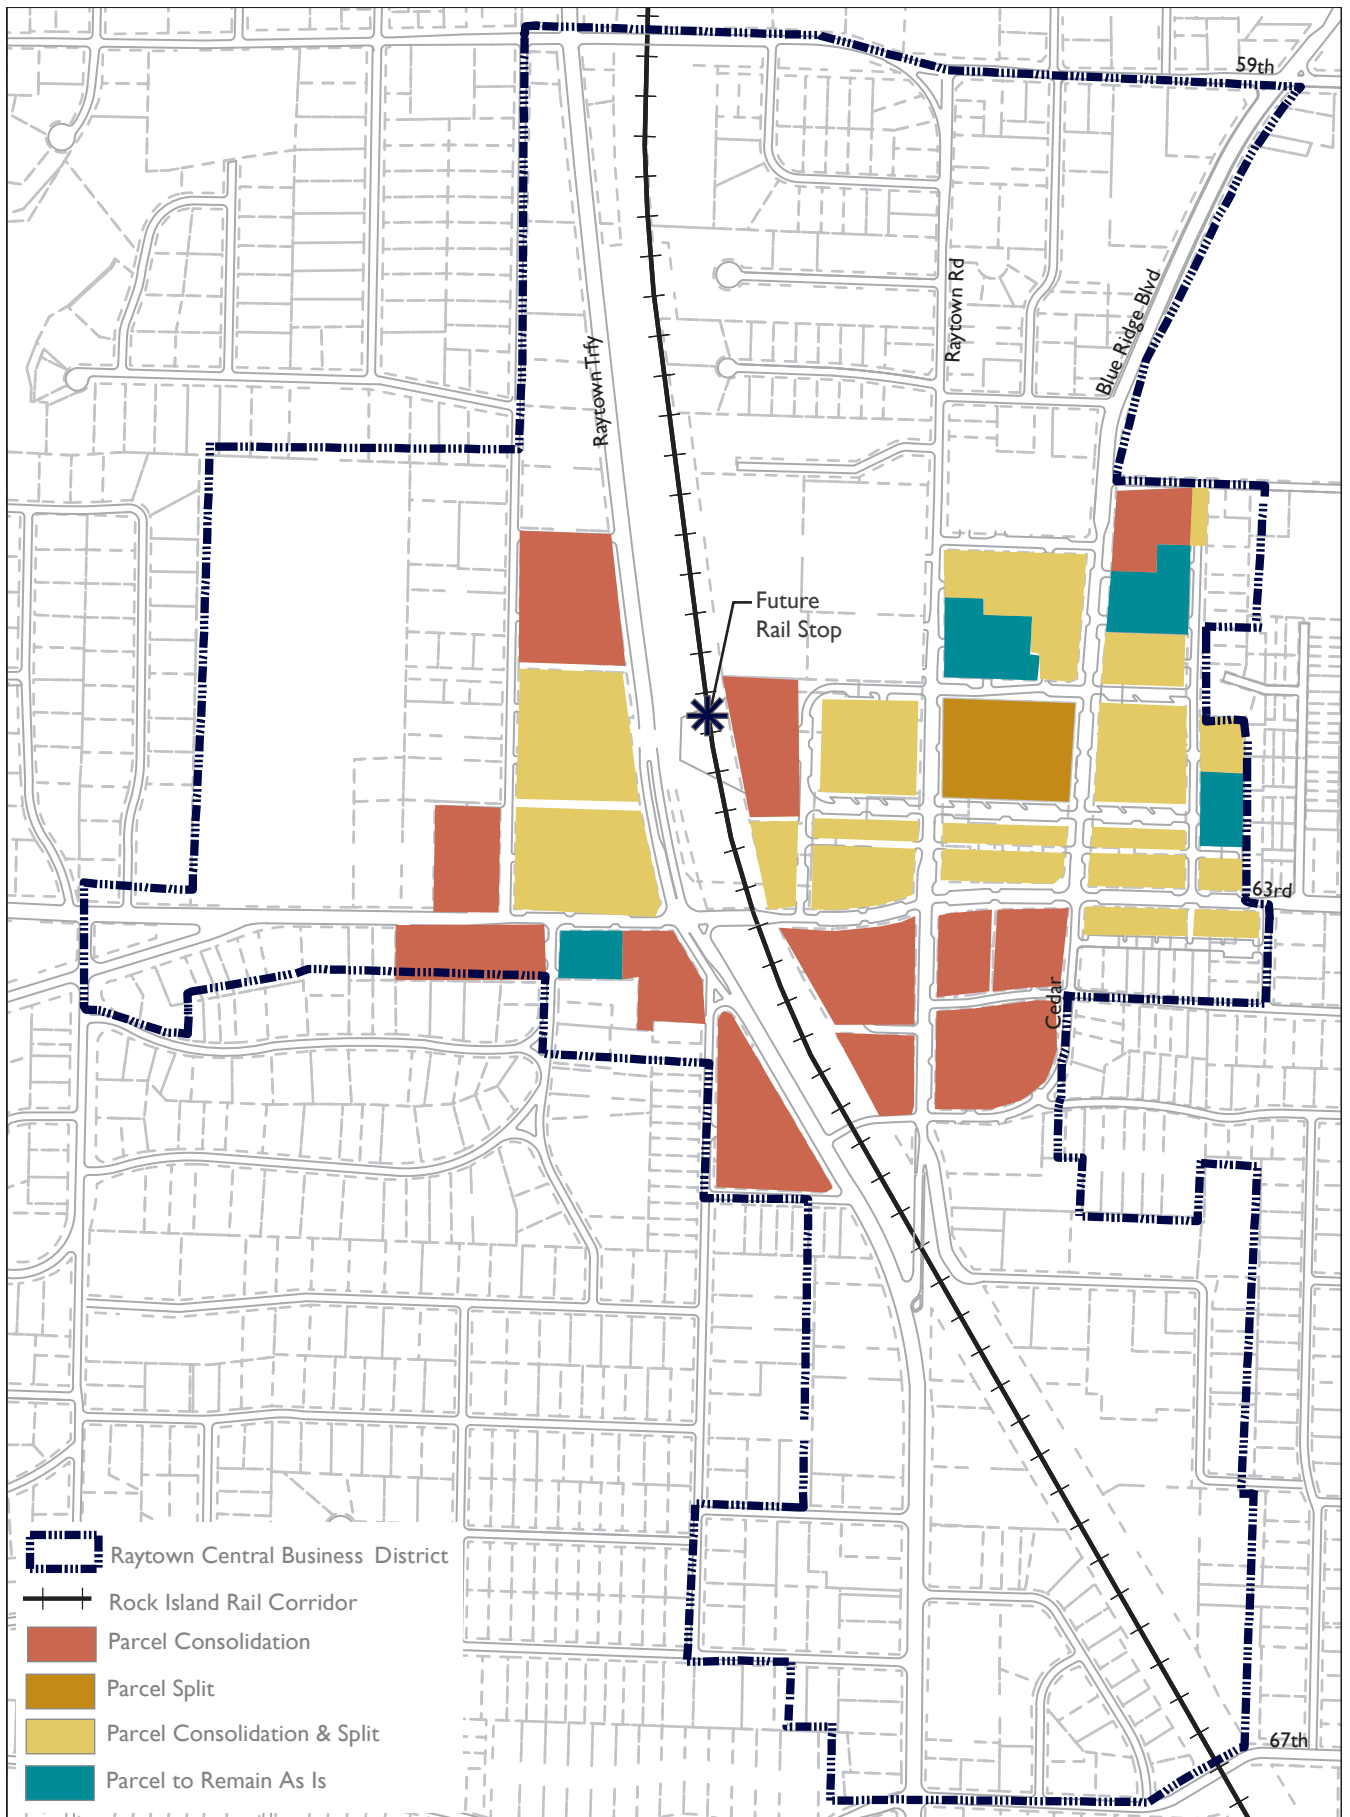 59th
Raytown Rd
Blue Ridge Blvd
Raytown Trfy
Future
Rail Stop
63rd
Cedar
Raytown Central Business District
Rock Island Rail Corridor
Parcel Consolidation
Parcel Split
67th
Parcel Consolidation & Split
Parcel to Remain As Is